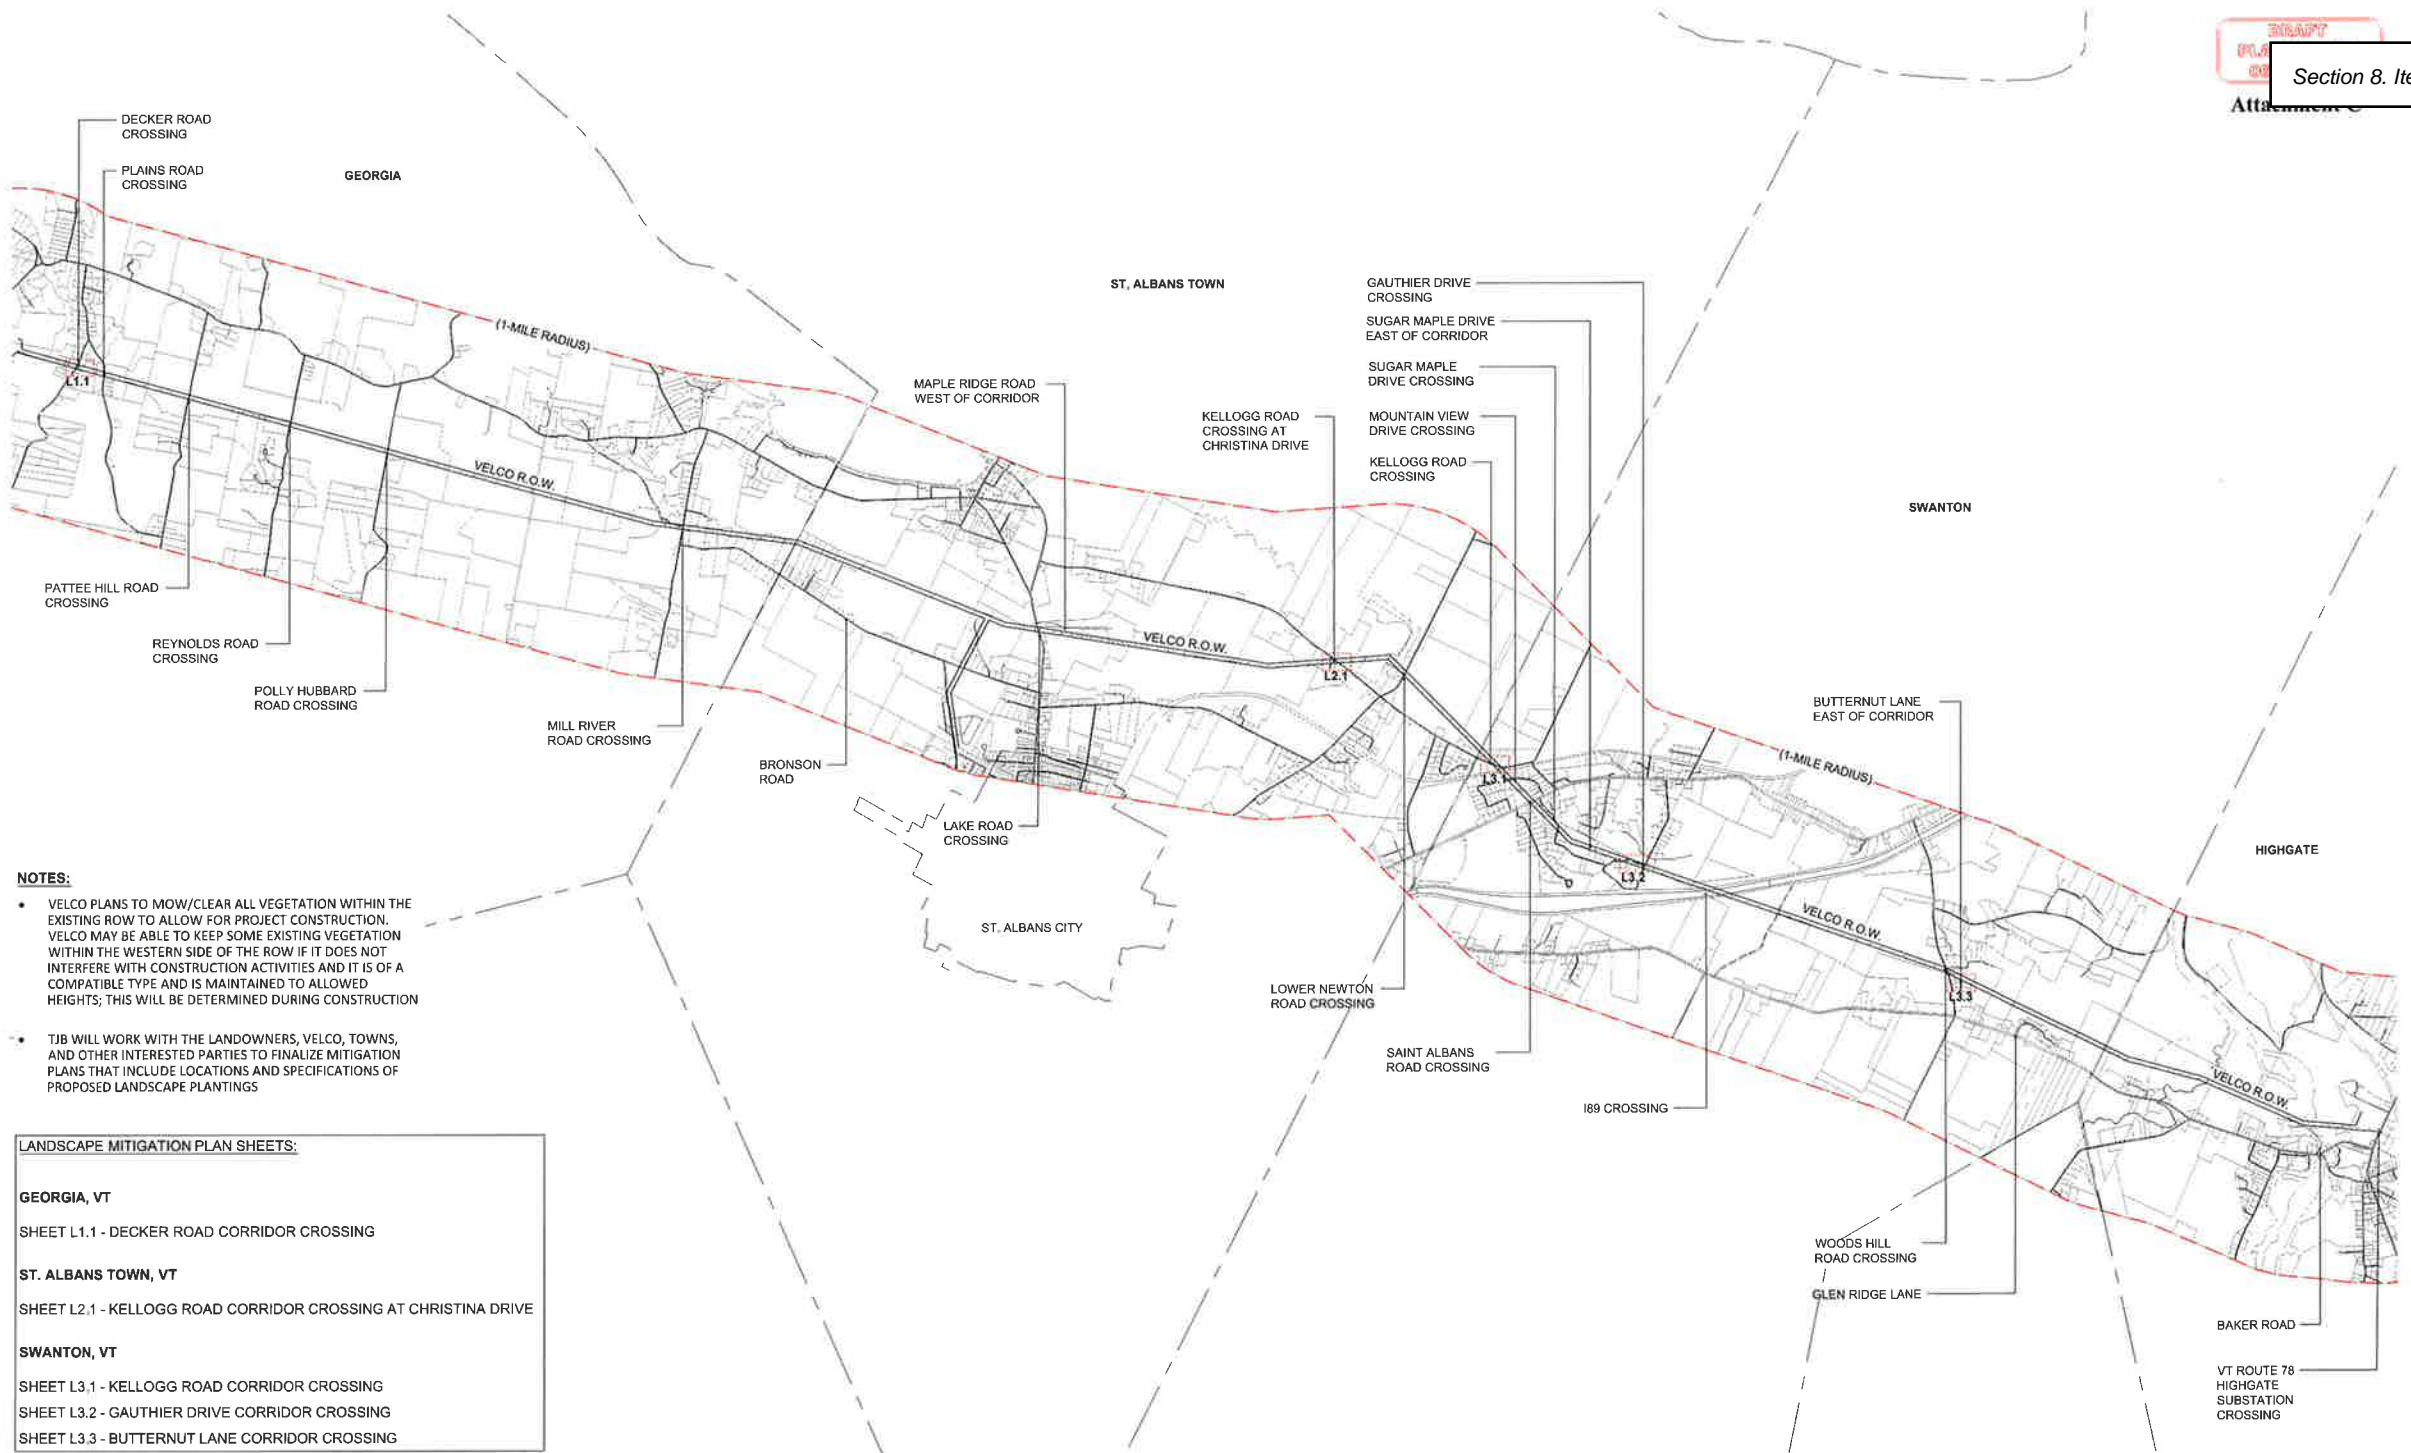 DRAFT
Section 8. Ite
DECKER ROAD
CROSSING
PLAINS ROAD
CROSSING
GEORGIA
(1-MILE RADIUS)
ST. ALBANS TOWN
GAUTHIER DRIVE
CROSSING
SUGAR MAPLE DRIVE
EAST OF CORRIDOR
SUGAR MAPLE
DRIVE CROSSING
MOUNTAIN VIEW
DRIVE CROSSING
KELLOGG ROAD
CROSSING
MAPLE RIDGE ROAD
WEST OF CORRIDOR
KELLOGG ROAD
CROSSING AT
CHRISTINA DRIVE
L1.1
VELCO R.O.W.
SWANTON
PATTEE HILL ROAD
CROSSING
REYNOLDS ROAD
CROSSING
POLLY HUBBARD
ROAD CROSSING
MILL RIVER
ROAD CROSSING
BRONSON
ROAD
LAKE ROAD
CROSSING
VELCO R.O.W.
L2.1
BUTTERNUT LANE
EAST OF CORRIDOR
(1-MILE RADIUS)
L3.1
L3.2
HIGHGATE
ST. ALBANS CITY
VELCO R.O.W.
LOWER NEWTON
ROAD CROSSING
L3.3
SAINT ALBANS
ROAD CROSSING
I89 CROSSING
VELCO R.O.W.
WOODS HILL
ROAD CROSSING
GLEN RIDGE LANE
BAKER ROAD
VT ROUTE 78
HIGHGATE
SUBSTATION
CROSSING
NOTES:
• VELCO PLANS TO MOW/CLEAR ALL VEGETATION WITHIN THE
EXISTING ROW TO ALLOW FOR PROJECT CONSTRUCTION.
VELCO MAY BE ABLE TO KEEP SOME EXISTING VEGETATION
WITHIN THE WESTERN SIDE OF THE ROW IF IT DOES NOT
INTERFERE WITH CONSTRUCTION ACTIVITIES AND IT IS OF A
COMPATIBLE TYPE AND IS MAINTAINED TO ALLOWED
HEIGHTS; THIS WILL BE DETERMINED DURING CONSTRUCTION
• TJB WILL WORK WITH THE LANDOWNERS, VELCO, TOWNS,
AND OTHER INTERESTED PARTIES TO FINALIZE MITIGATION
PLANS THAT INCLUDE LOCATIONS AND SPECIFICATIONS OF
PROPOSED LANDSCAPE PLANTINGS
LANDSCAPE MITIGATION PLAN SHEETS:
GEORGIA, VT
SHEET L1.1 - DECKER ROAD CORRIDOR CROSSING
ST. ALBANS TOWN, VT
SHEET L2.1 - KELLOGG ROAD CORRIDOR CROSSING AT CHRISTINA DRIVE
SWANTON, VT
SHEET L3.1 - KELLOGG ROAD CORRIDOR CROSSING
SHEET L3.2 - GAUTHIER DRIVE CORRIDOR CROSSING
SHEET L3.3 - BUTTERNUT LANE CORRIDOR CROSSING